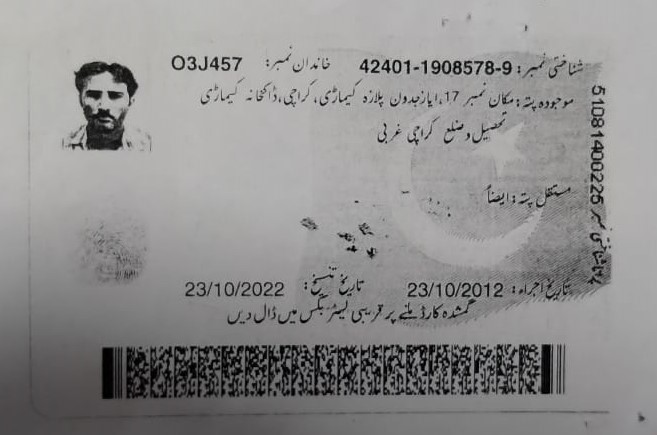 شناختی نمبر: 42401-1908578-9 خاندان نمبر: O3J457
موجودہ پتہ: مکان نمبر 17، ایاز جدون پلازہ کیماڑی، کراچی، ڈاکخانہ کیماڑی
تحصیل و ضلع کراچی غربی
مستقل پتہ: ایضاً
تاریخ اجراء: 23/10/2012 تاریخ تنسیخ: 23/10/2022
گمشدہ کارڈ ملنے پر قریبی لیٹر بکس میں ڈال دیں
51081400226